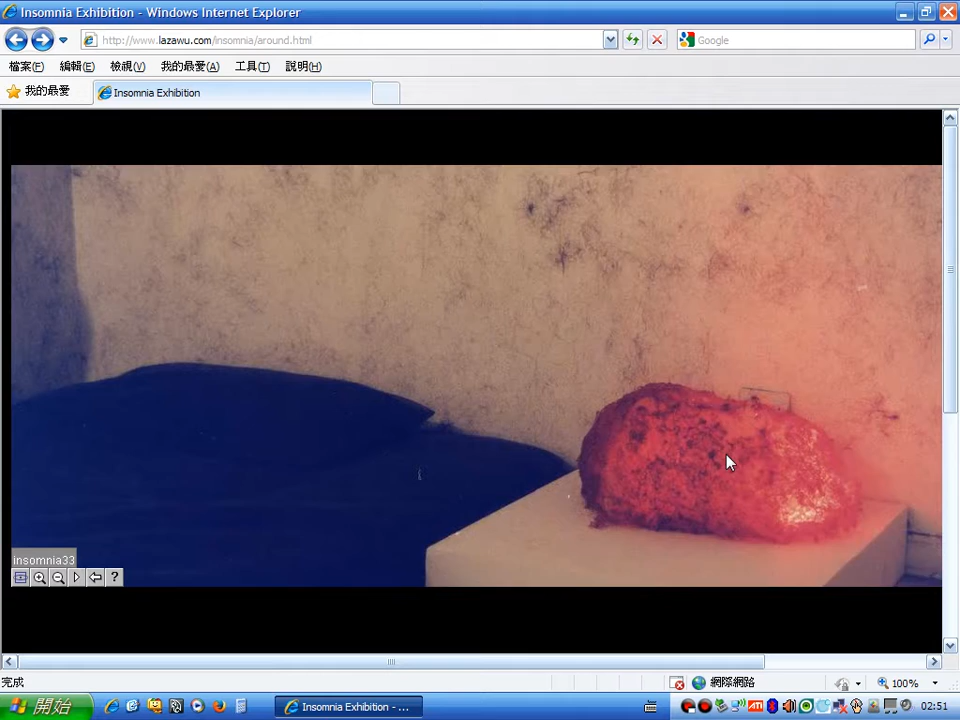 Insomnia Exhibition - Windows Internet Explorer
http://www.lazawu.com/insomnia/around.html
Google
檔案(F) 編輯(E) 檢視(V) 我的最愛(A) 工具(T) 說明(H)
我的最愛 Insomnia Exhibition
insomnia33
?
完成 網際網路 100%
開始 Insomnia Exhibition - ... ATI 02:51